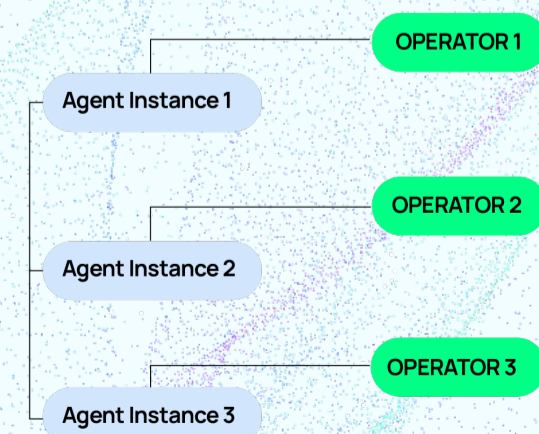 OPERATOR 1
Agent Instance 1
OPERATOR 2
Agent Instance 2
OPERATOR 3
Agent Instance 3